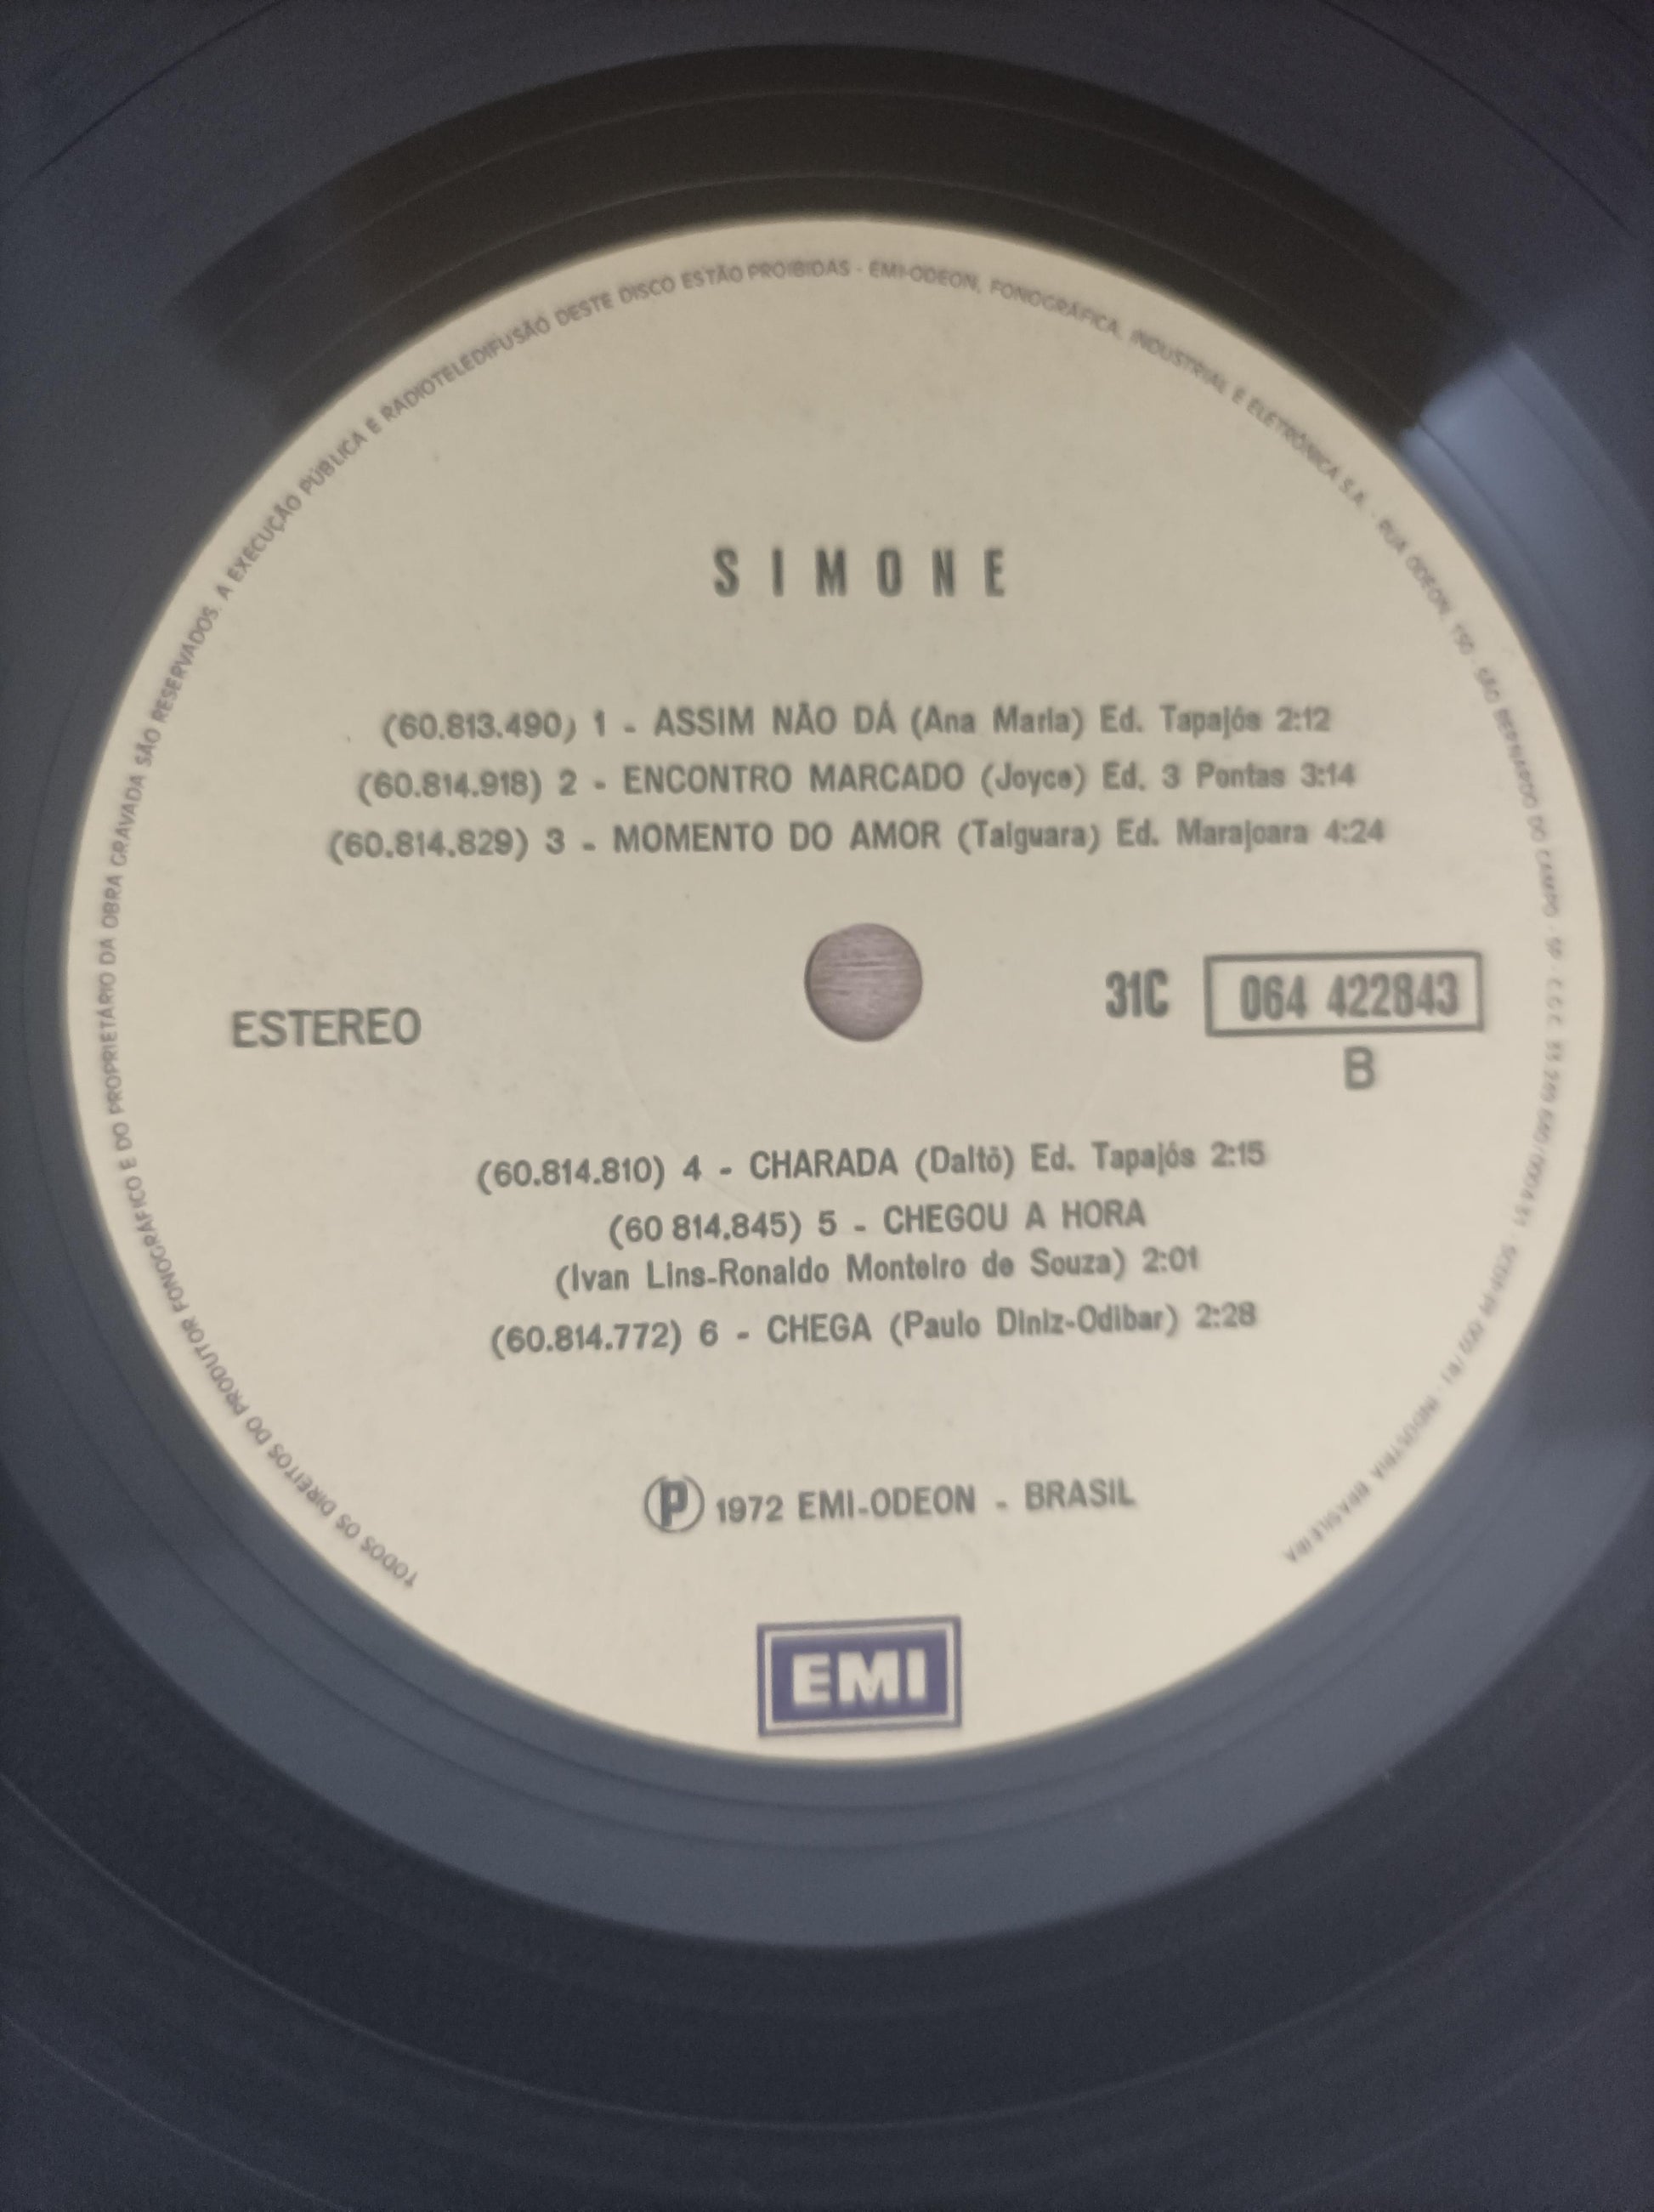 TODOS OS DIREITOS DO PRODUTOR FONOGRÁFICO E DO PROPRIETÁRIO DA OBRA GRAVADA SÃO RESERVADOS. A EXECUÇÃO PÚBLICA E RADIOTELEDIFUSÃO DESTE DISCO ESTÃO PROIBIDAS - EMI-ODEON, FONOGRÁFICA, INDUSTRIAL E ELETRÔNICA S.A. - RUA ODEON, 150 - SÃO BERNARDO DO CAMPO - SP - C.G.C. INDÚSTRIA BRASILEIRA
SIMONE
(60.813.490) 1 - ASSIM NÃO DÁ (Ana Maria) Ed. Tapajós 2:12
(60.814.918) 2 - ENCONTRO MARCADO (Joyce) Ed. 3 Pontas 3:14
(60.814.829) 3 - MOMENTO DO AMOR (Taiguara) Ed. Marajoara 4:24
ESTEREO
31C 064 422843
B
(60.814.810) 4 - CHARADA (Daltô) Ed. Tapajós 2:15
(60 814.845) 5 - CHEGOU A HORA
(Ivan Lins-Ronaldo Monteiro de Souza) 2:01
(60.814.772) 6 - CHEGA (Paulo Diniz-Odibar) 2:28
Ⓟ 1972 EMI-ODEON - BRASIL
EMI